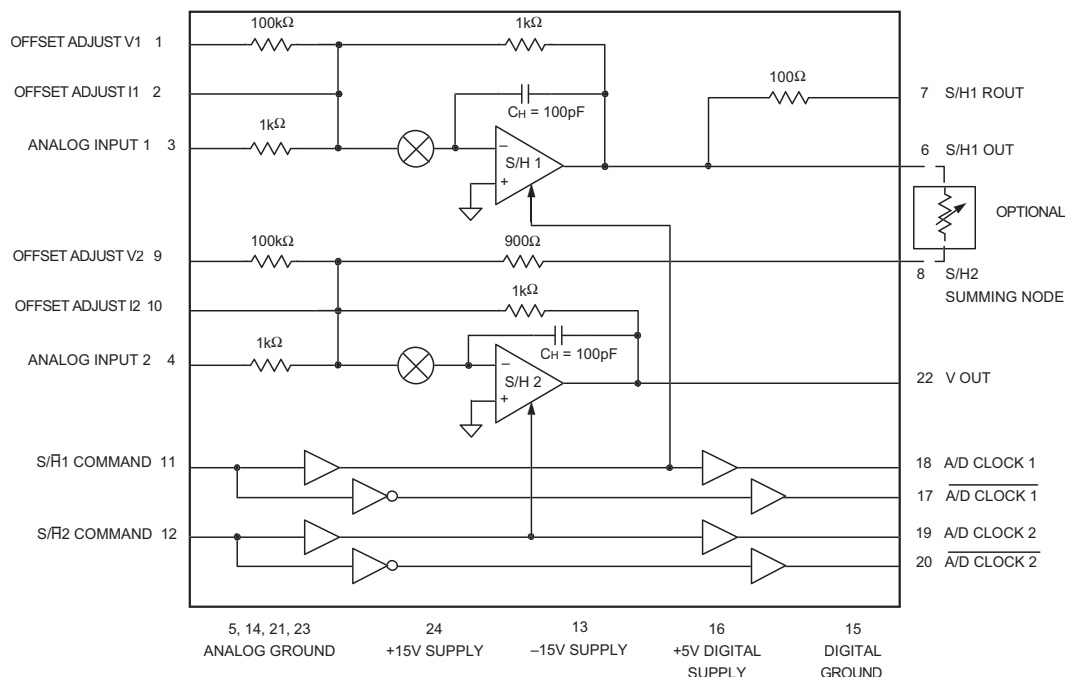 100kΩ
1kΩ
OFFSET ADJUST V1 1
OFFSET ADJUST I1 2
100Ω
7 S/H1 ROUT
CH = 100pF
1kΩ
ANALOG INPUT 1 3
6 S/H1 OUT
−
S/H 1
+
OPTIONAL
100kΩ
900Ω
OFFSET ADJUST V2 9
8 S/H2
SUMMING NODE
1kΩ
OFFSET ADJUST I2 10
1kΩ
CH = 100pF
ANALOG INPUT 2 4
−
S/H 2
+
22 V OUT
S/H̅1 COMMAND 11
18 A/D CLOCK 1
17 A/D CLOCK 1
S/H̅2 COMMAND 12
19 A/D CLOCK 2
20 A/D CLOCK 2
5, 14, 21, 23
ANALOG GROUND
24
+15V SUPPLY
13
–15V SUPPLY
16
+5V DIGITAL
SUPPLY
15
DIGITAL
GROUND